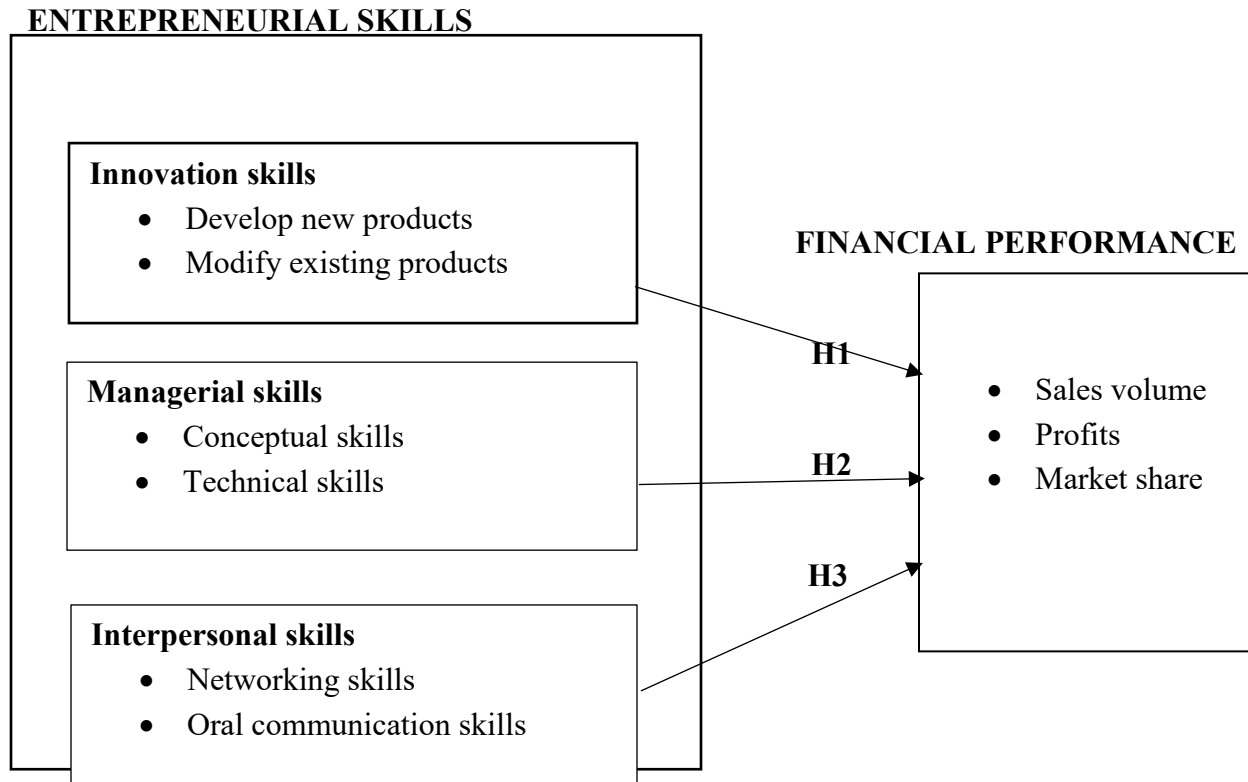 ENTREPRENEURIAL SKILLS
Innovation skills
• Develop new products
• Modify existing products
Managerial skills
• Conceptual skills
• Technical skills
Interpersonal skills
• Networking skills
• Oral communication skills
H1
H2
H3
FINANCIAL PERFORMANCE
• Sales volume
• Profits
• Market share